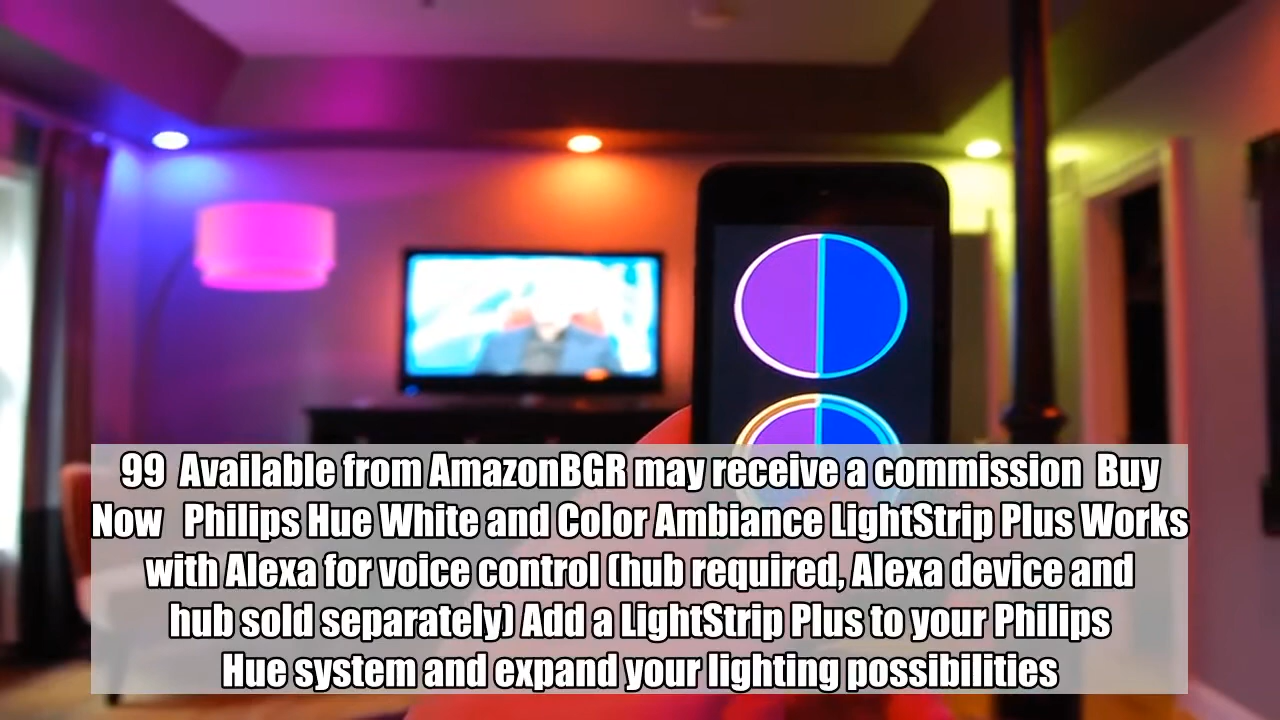 99  Available from AmazonBGR may receive a commission  Buy
Now   Philips Hue White and Color Ambiance LightStrip Plus Works
with Alexa for voice control (hub required, Alexa device and
hub sold separately) Add a LightStrip Plus to your Philips
Hue system and expand your lighting possibilities